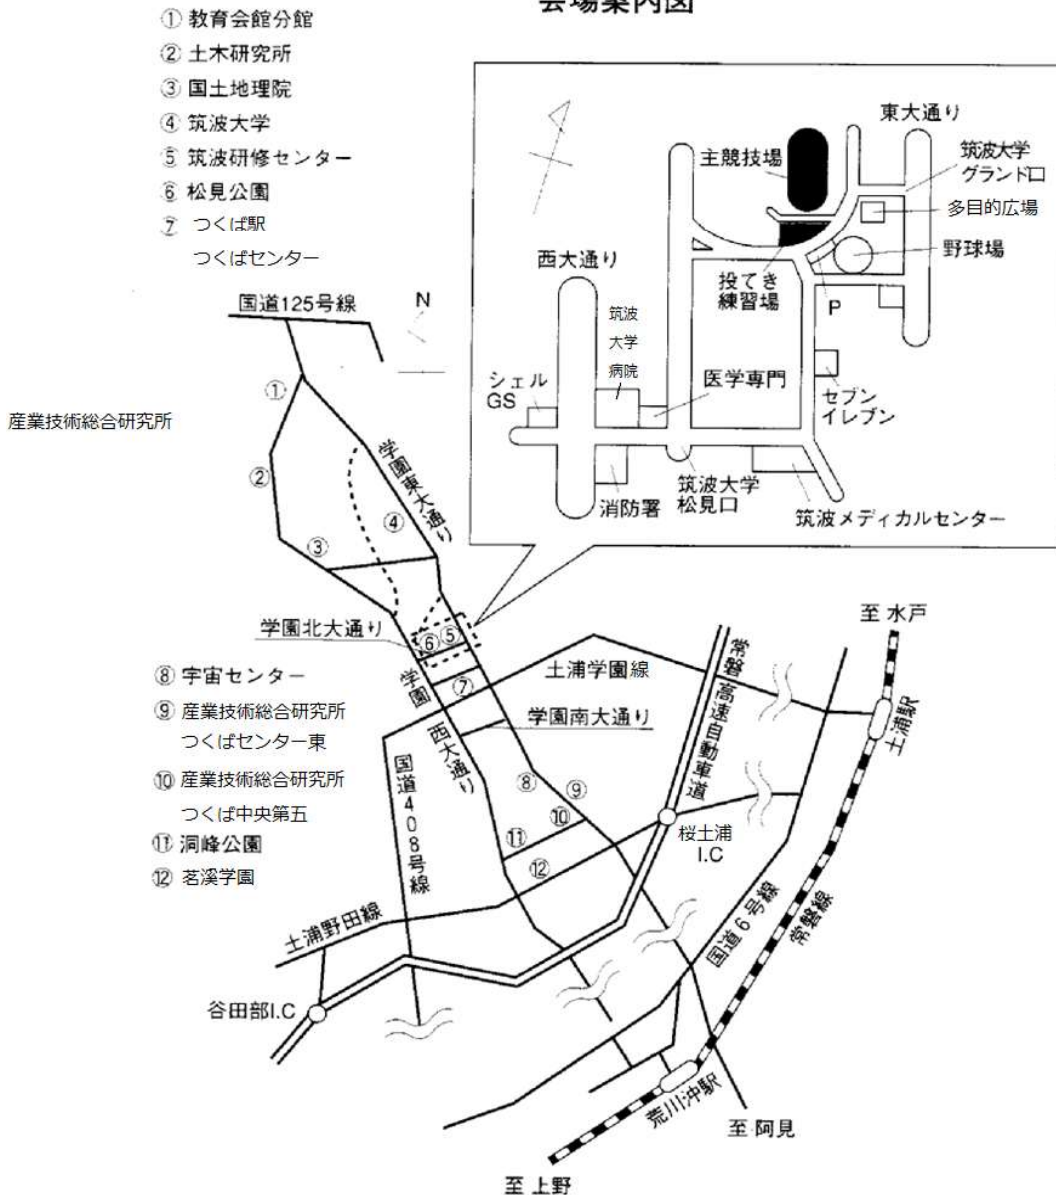 会場案内図
① 教育会館分館
② 土木研究所
③ 国土地理院
④ 筑波大学
⑤ 筑波研修センター
⑥ 松見公園
⑦ つくば駅
つくばセンター
東大通り
主競技場
筑波大学
グランド口
多目的広場
野球場
西大通り
投てき
練習場
P
筑波
大学
病院
医学専門
シェル
GS
セブン
イレブン
消防署
筑波大学
松見口
筑波メディカルセンター
国道125号線
N
産業技術総合研究所
①
②
③
④
学園東大通り
学園北大通り
⑥
⑤
⑦
⑧ 宇宙センター
⑨ 産業技術総合研究所
つくばセンター東
⑩ 産業技術総合研究所
つくば中央第五
⑪ 洞峰公園
⑫ 茗溪学園
学園
西大通り
土浦学園線
学園南大通り
常磐高速自動車道
至 水戸
土浦駅
国道408号線
⑧
⑨
⑩
⑪
⑫
桜土浦
I.C
土浦野田線
国道6号線
常磐線
谷田部I.C
荒川沖駅
至 阿見
至 上野